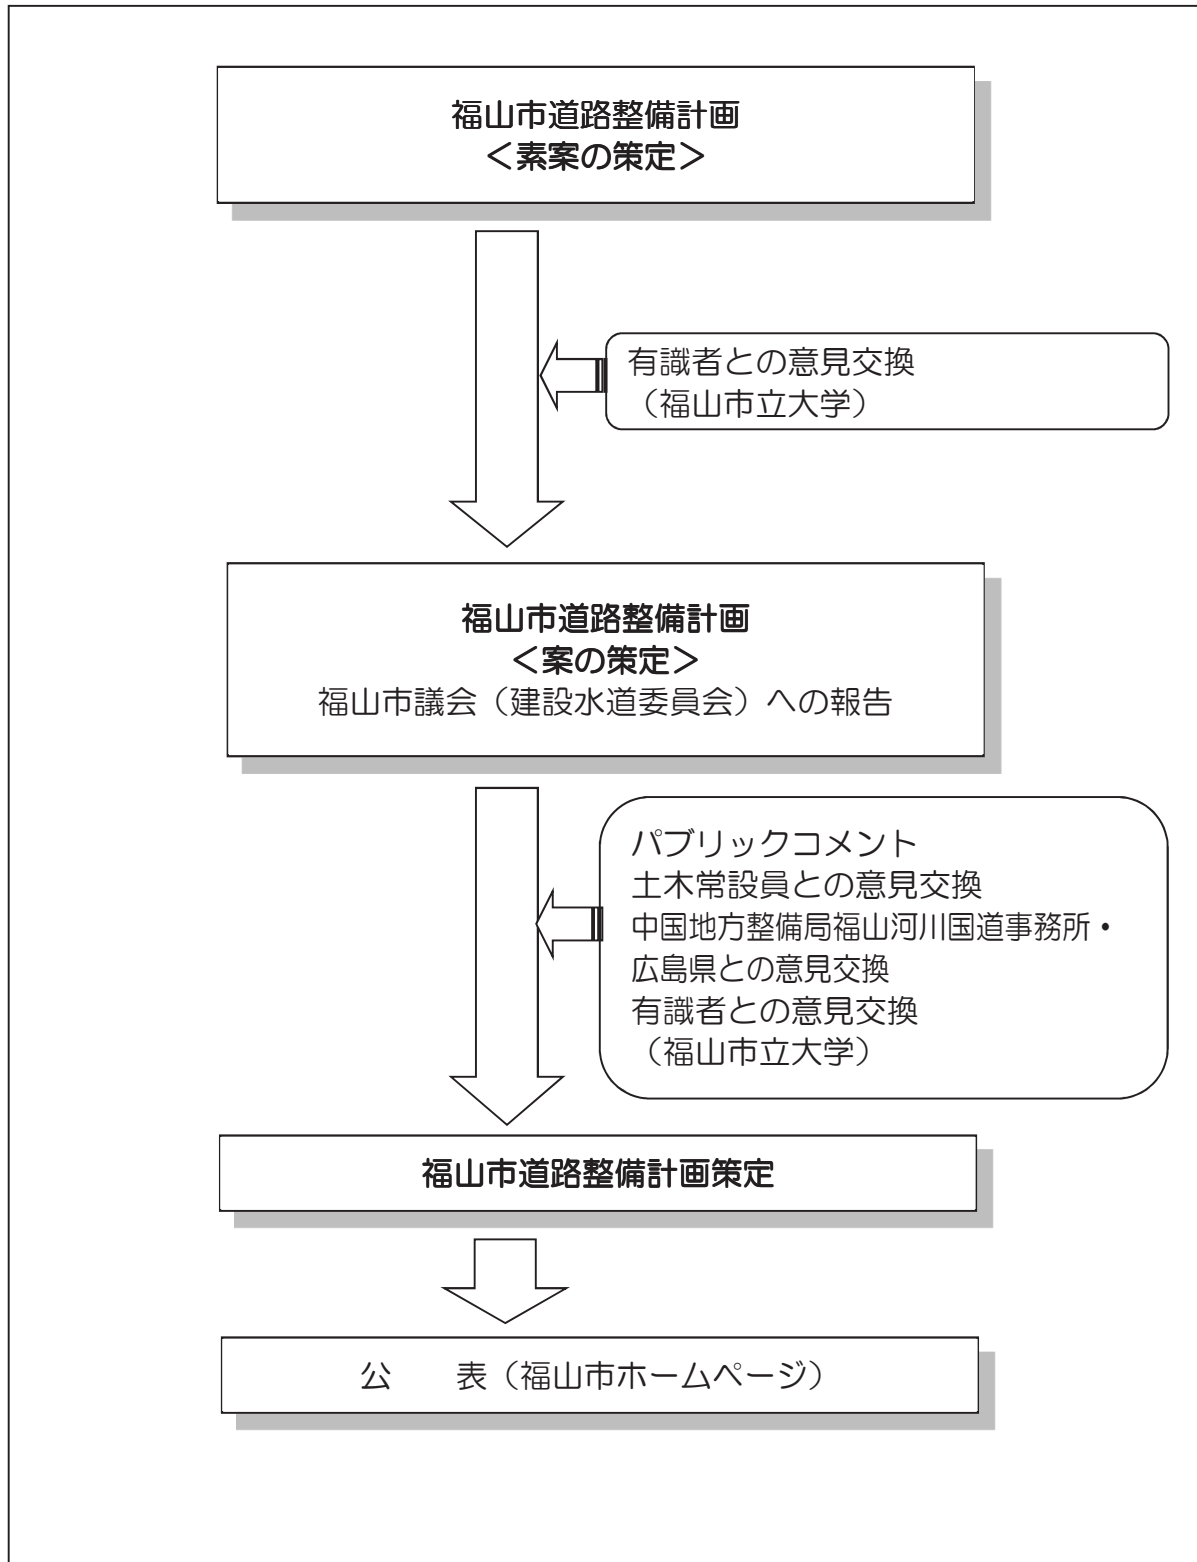 福山市道路整備計画
＜素案の策定＞
有識者との意見交換
（福山市立大学）
福山市道路整備計画
＜案の策定＞
福山市議会（建設水道委員会）への報告
パブリックコメント
土木常設員との意見交換
中国地方整備局福山河川国道事務所・
広島県との意見交換
有識者との意見交換
（福山市立大学）
福山市道路整備計画策定
公　　表（福山市ホームページ）